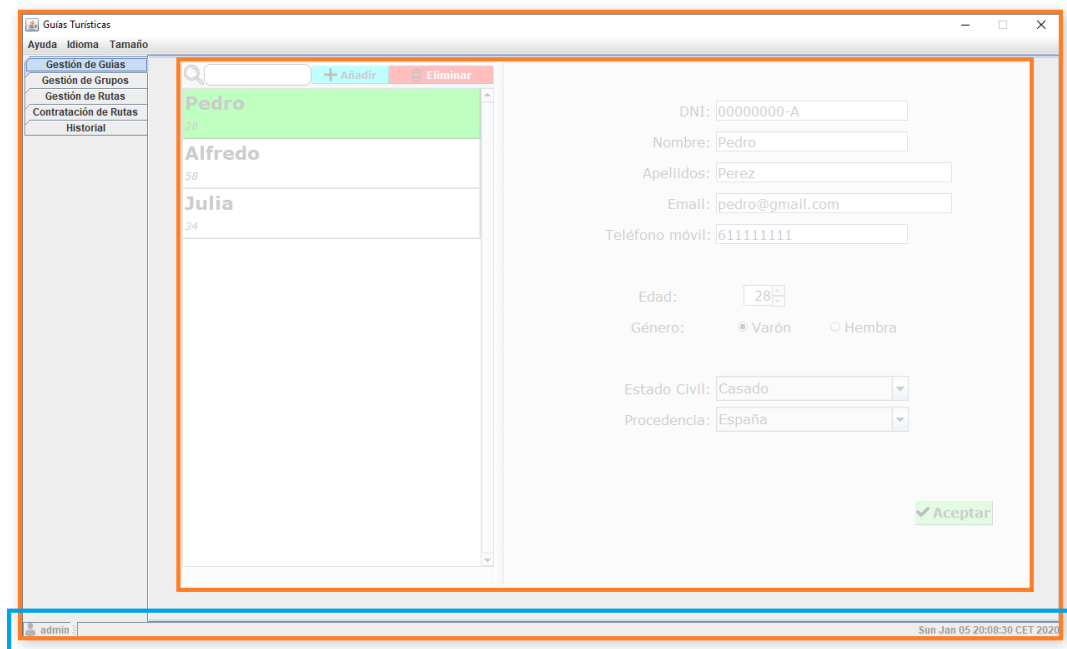 Guías Turísticas
Ayuda Idioma Tamaño
Gestión de Guias
Gestión de Grupos
Gestión de Rutas
Contratación de Rutas
Historial
Añadir Eliminar
Pedro
28
Alfredo
58
Julia
34
DNI: 00000000-A
Nombre: Pedro
Apeliidos: Perez
Email: pedro@gmail.com
Teléfono móvil: 611111111
Edad: 28
Género: Varón Hembra
Estado Civil: Casado
Procedencia: España
Aceptar
admin Sun Jan 05 20:08:30 CET 2020